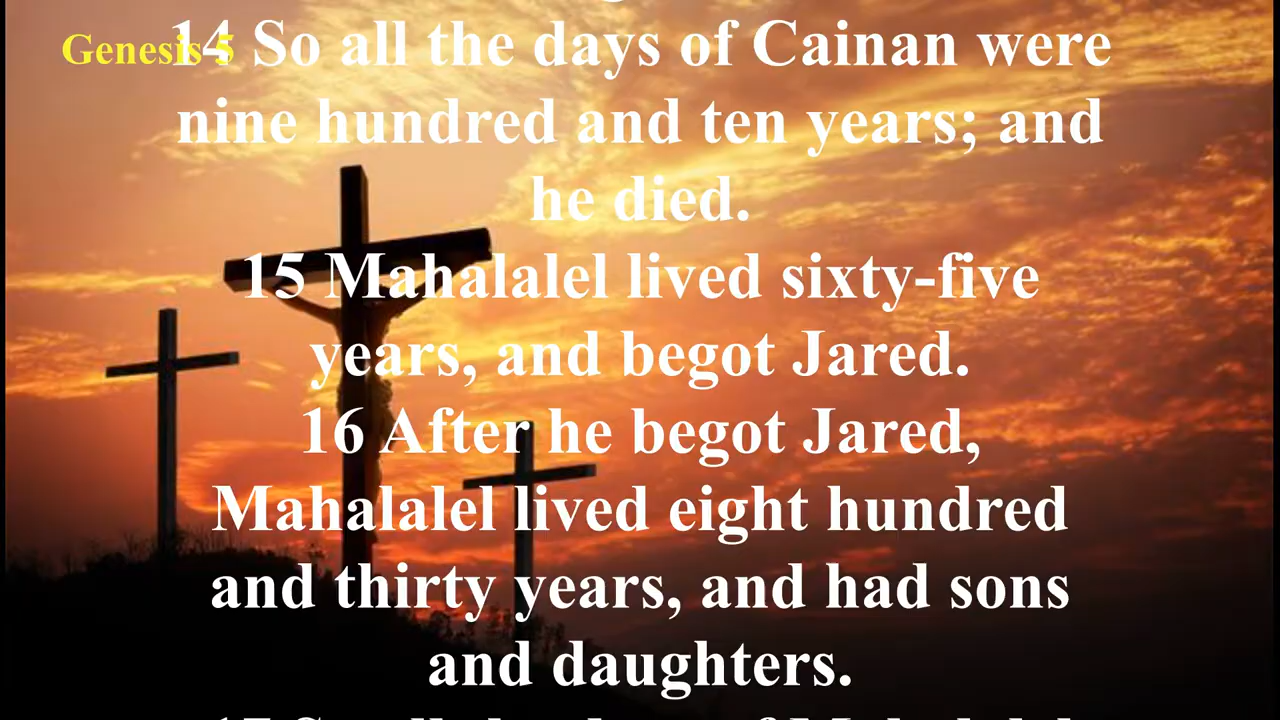 Genesis 5
14 So all the days of Cainan were
nine hundred and ten years; and
he died.
15 Mahalalel lived sixty-five
years, and begot Jared.
16 After he begot Jared,
Mahalalel lived eight hundred
and thirty years, and had sons
and daughters.